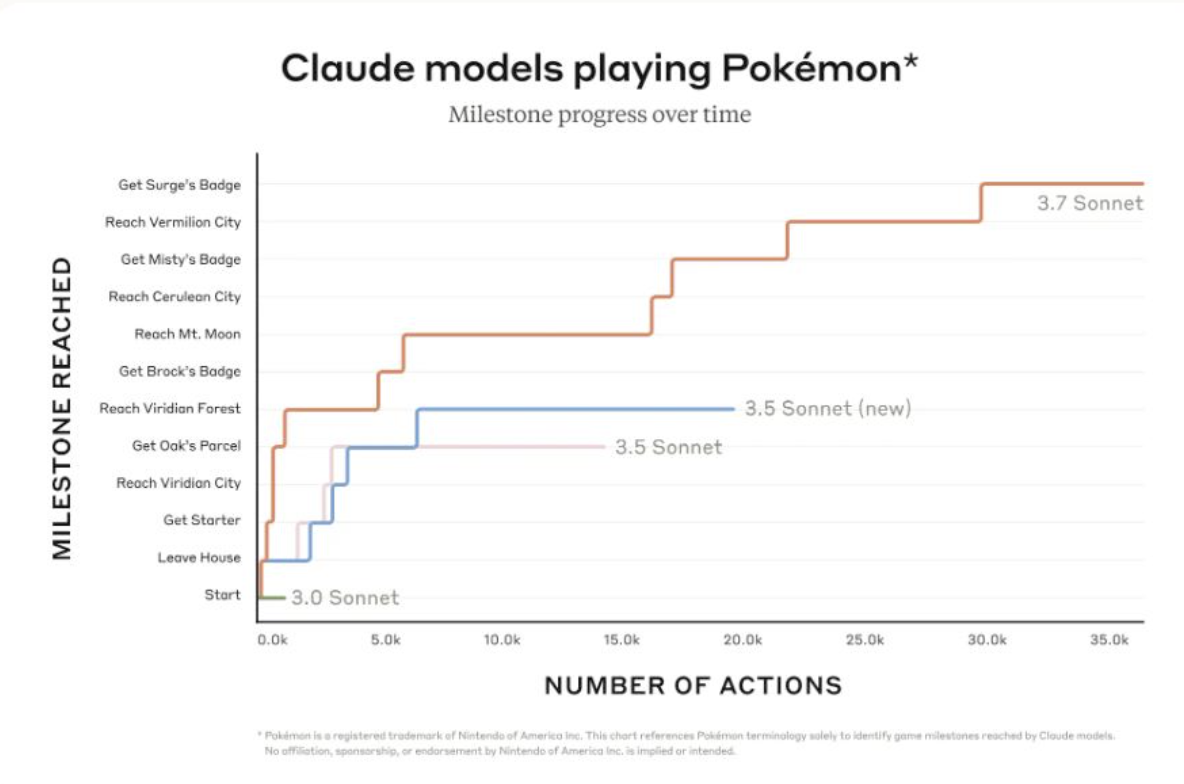 Claude models playing Pokémon*
Milestone progress over time
MILESTONE REACHED
Get Surge's Badge
Reach Vermilion City
Get Misty's Badge
Reach Cerulean City
Reach Mt. Moon
Get Brock's Badge
Reach Viridian Forest
Get Oak's Parcel
Reach Viridian City
Get Starter
Leave House
Start
3.7 Sonnet
3.5 Sonnet (new)
3.5 Sonnet
3.0 Sonnet
0.0k 5.0k 10.0k 15.0k 20.0k 25.0k 30.0k 35.0k
NUMBER OF ACTIONS
* Pokémon is a registered trademark of Nintendo of America Inc. This chart references Pokémon terminology solely to identify game milestones reached by Claude models.
No affiliation, sponsorship, or endorsement by Nintendo of America Inc. is implied or intended.